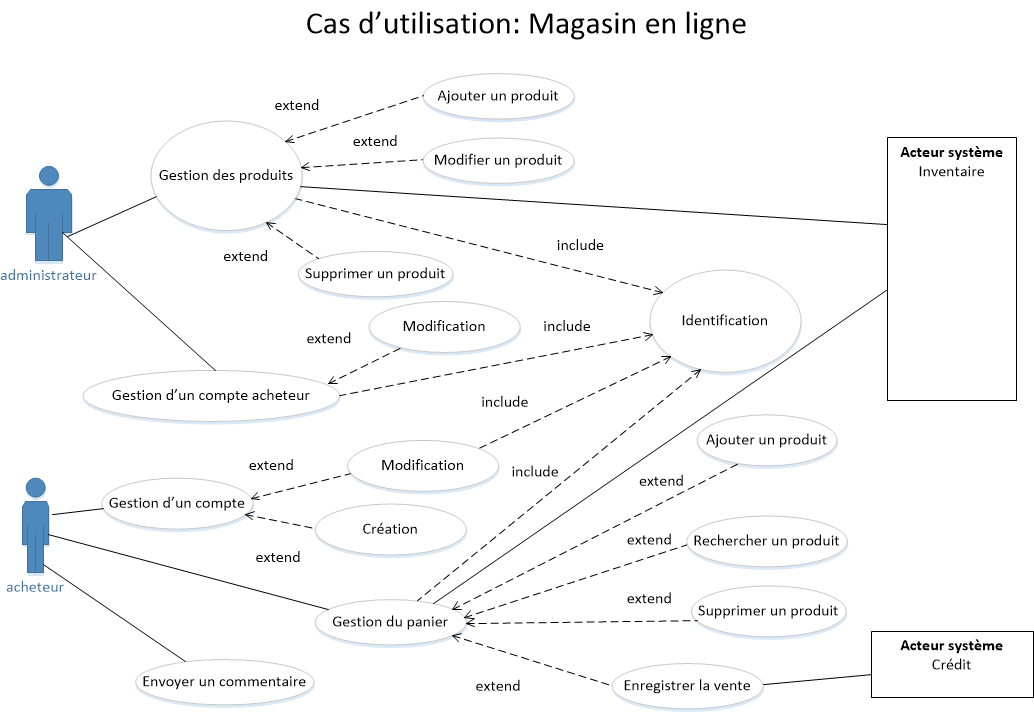 Cas d’utilisation: Magasin en ligne
Ajouter un produit
extend
Modifier un produit
extend
Gestion des produits
Acteur système
Inventaire
administrateur
include
extend
Supprimer un produit
Identification
Modification
include
extend
Gestion d’un compte acheteur
include
Ajouter un produit
extend
Modification
include
extend
Gestion d’un compte
Création
extend
acheteur
extend
Rechercher un produit
extend
Supprimer un produit
Gestion du panier
Acteur système
Crédit
Envoyer un commentaire
extend
Enregistrer la vente